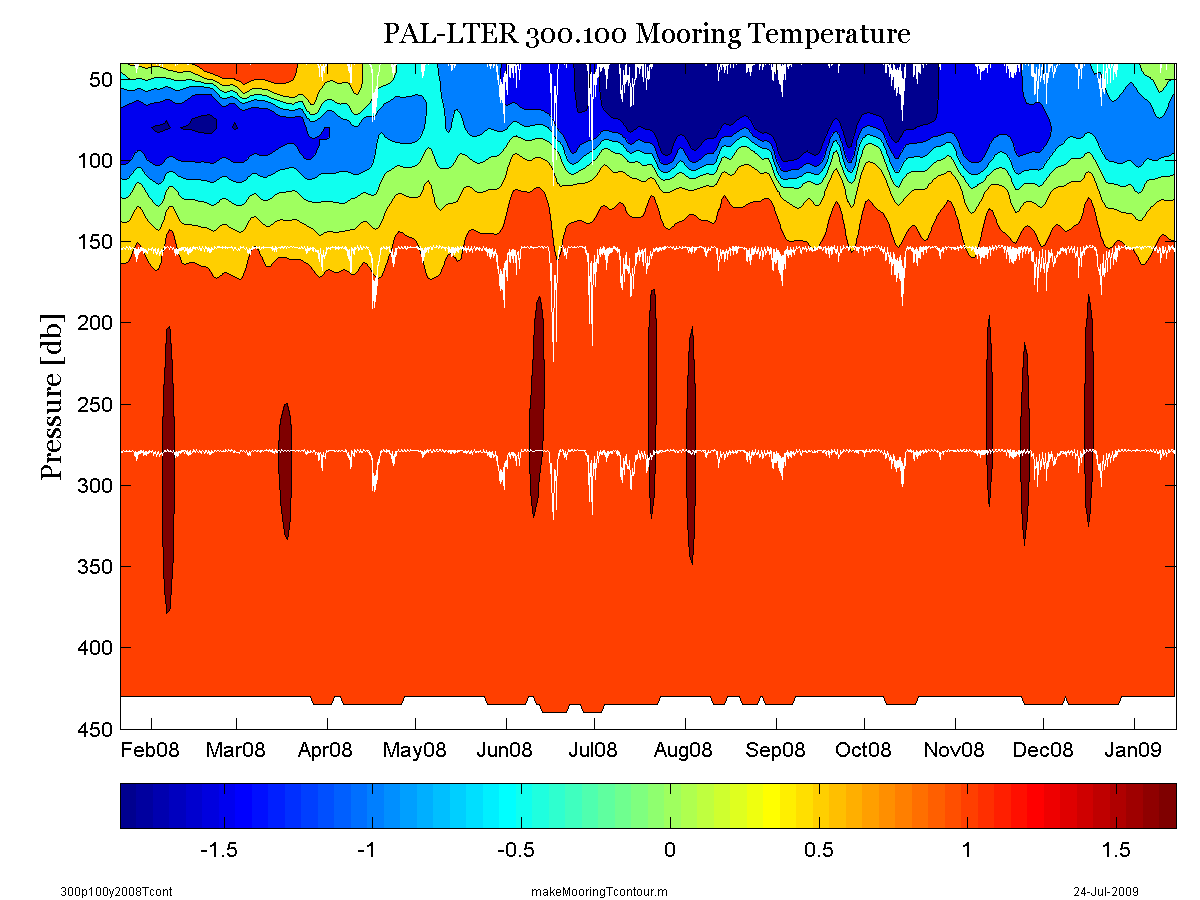 PAL-LTER 300.100 Mooring Temperature
Pressure [db]
50
100
150
200
250
300
350
400
450
Feb08 Mar08 Apr08 May08 Jun08 Jul08 Aug08 Sep08 Oct08 Nov08 Dec08 Jan09
-1.5 -1 -0.5 0 0.5 1 1.5
300p100y2008Tcont makeMooringTcontour.m 24-Jul-2009